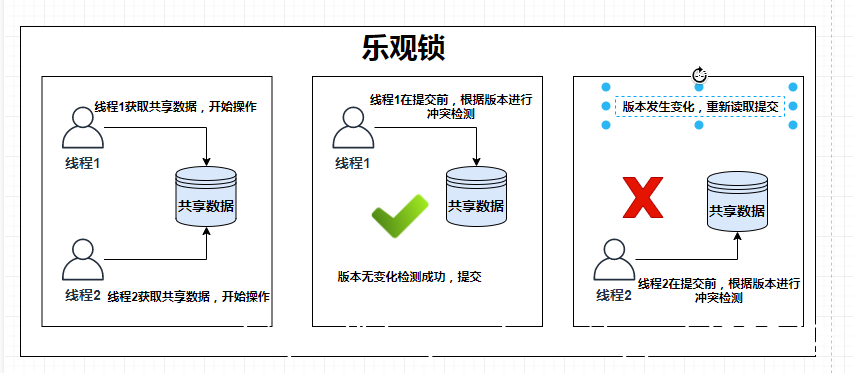 乐观锁
线程1获取共享数据，开始操作
线程1
共享数据
线程2
线程2获取共享数据，开始操作
线程1在提交前，根据版本进行
冲突检测
线程1
共享数据
版本无变化检测成功，提交
版本发生变化，重新读取提交
共享数据
线程2
线程2在提交前，根据版本进行
冲突检测